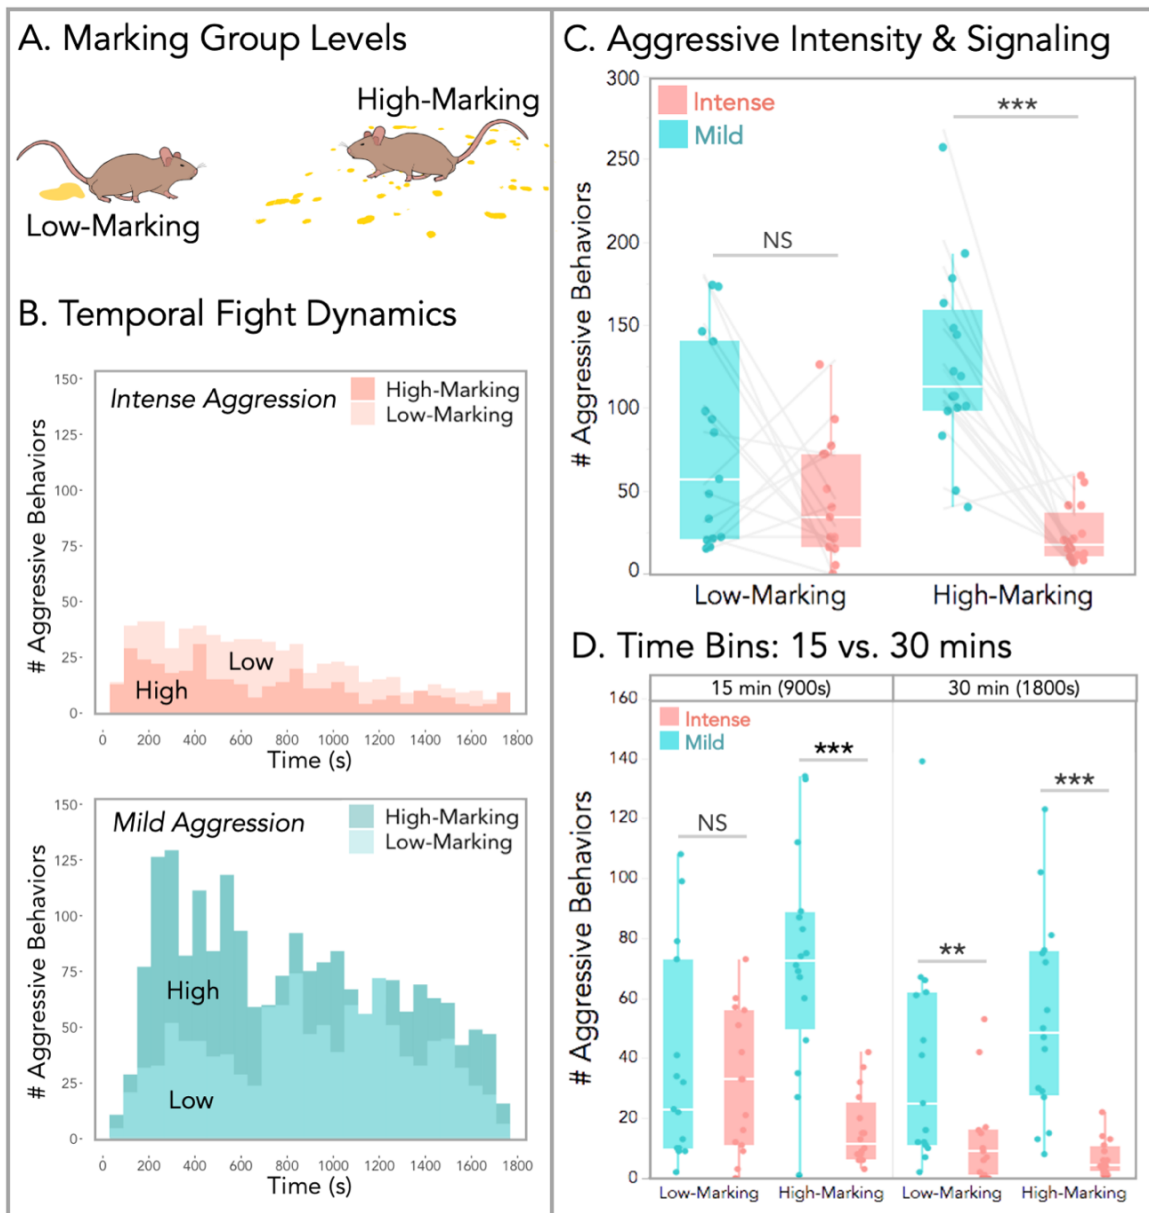 A. Marking Group Levels
High-Marking
Low-Marking
B. Temporal Fight Dynamics
150
125
100
75
50
25
0
# Aggressive Behaviors
Intense Aggression
High-Marking
Low-Marking
Low
High
0 200 400 600 800 1000 1200 1400 1600 1800
Time (s)
150
125
100
75
50
25
0
# Aggressive Behaviors
Mild Aggression
High-Marking
Low-Marking
High
Low
0 200 400 600 800 1000 1200 1400 1600 1800
Time (s)
C. Aggressive Intensity & Signaling
300
250
200
150
100
50
0
# Aggressive Behaviors
Intense
Mild
NS
***
Low-Marking High-Marking
D. Time Bins: 15 vs. 30 mins
15 min (900s) 30 min (1800s)
160
140
120
100
80
60
40
20
0
# Aggressive Behaviors
Intense
Mild
NS
***
**
***
Low-Marking High-Marking Low-Marking High-Marking